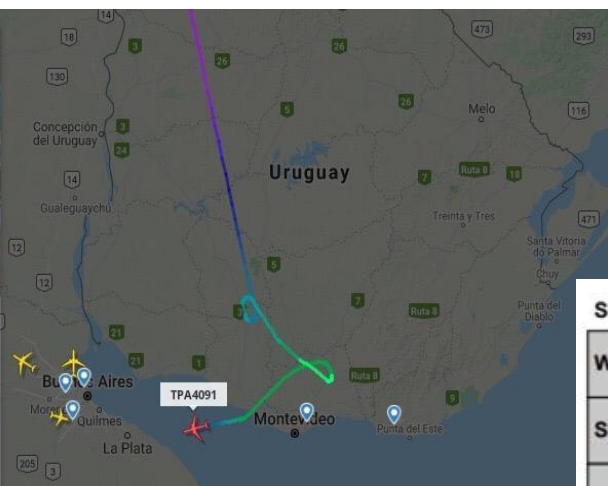 14
18
3
26
26
473
293
130
5
Melo
116
Concepción
del Uruguay
3
24
26
Uruguay
14
7
Ruta 8
18
Gualeguaychú
Treinta y Tres
471
Santa Vitoria
do Palmar
Chuy
12
5
12
7
Ruta 8
Punta del
Diablo
21
21
1
Ruta 8
9
Buenos Aires
TPA4091
Quilmes
Montevideo
Punta del Este
La Plata
205
3
S
W
S